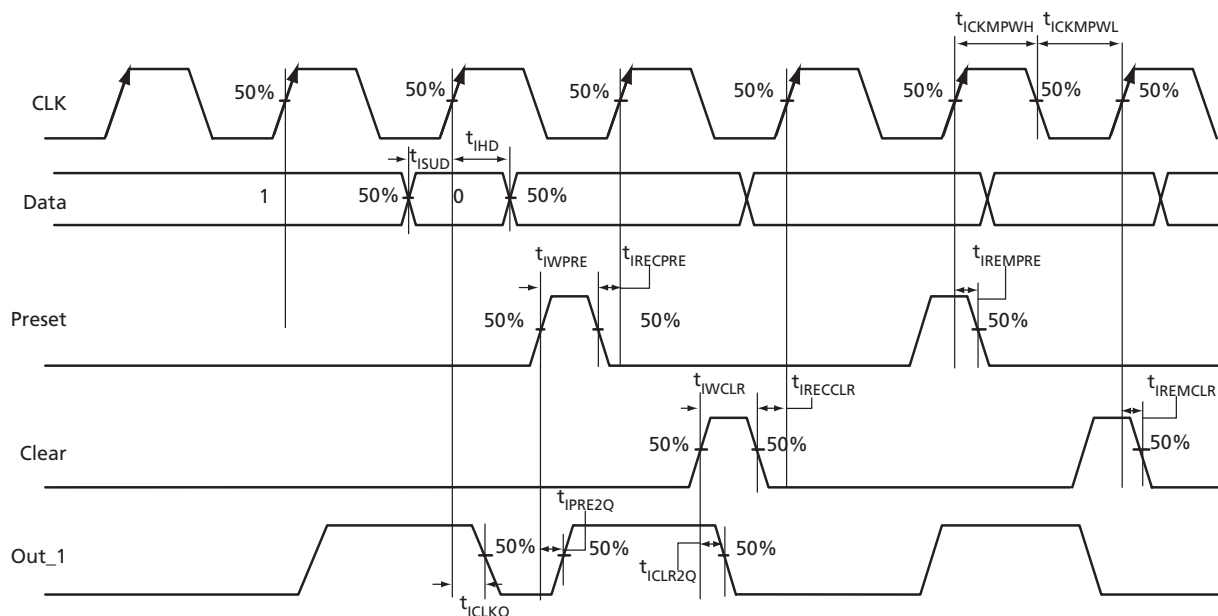 tICKMPWH tICKMPWL
CLK 50% 50% 50% 50% 50% 50% 50%
tISUD tIHD
Data 1 50% 0 50%
tIWPRE tIRECPRE tIREMPRE
Preset 50% 50% 50%
tIWCLR tIRECCLR tIREMCLR
Clear 50% 50% 50%
tIPRE2Q
Out_1 50% 50% 50%
tICLR2Q
tICLKQ